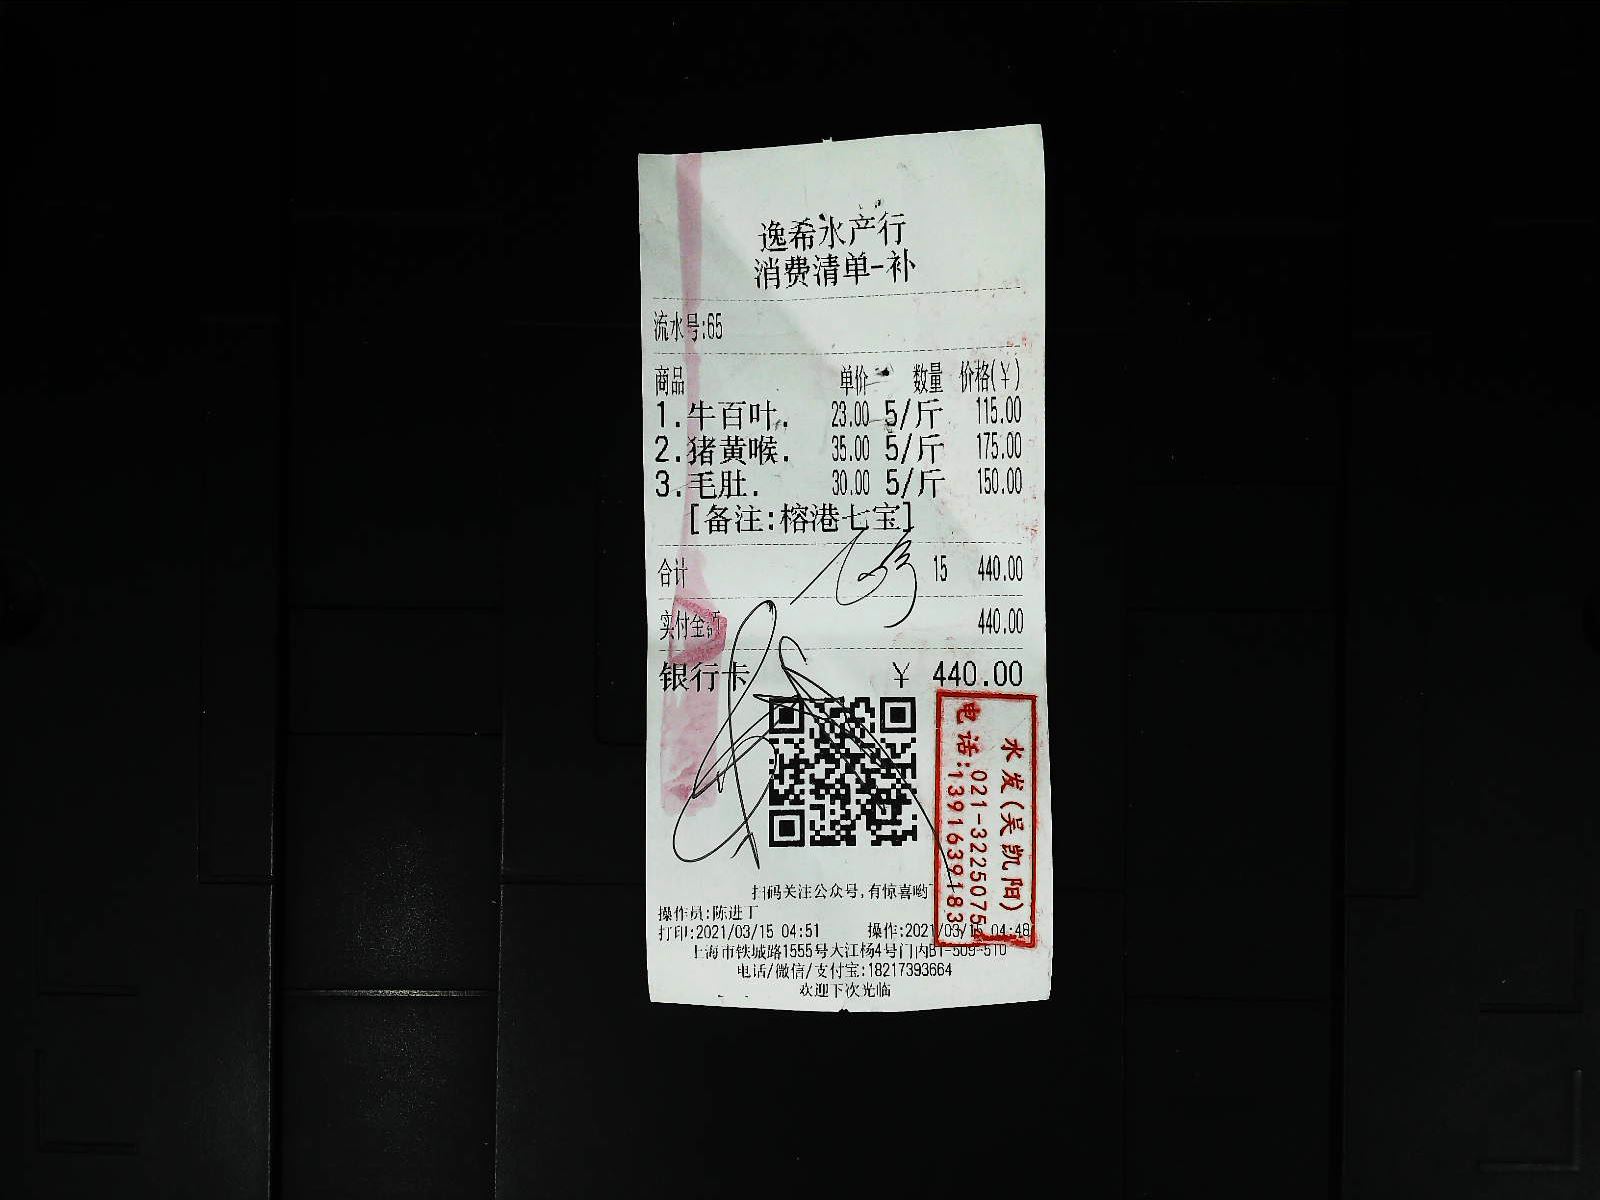 逸希水产行
消费清单-补
流水号:65
商品 单价 数量 价格(¥)
1.牛百叶. 23.00 5/斤 115.00
2.猪黄喉. 35.00 5/斤 175.00
3.毛肚. 30.00 5/斤 150.00
[备注:榕港七宝]
合计 15 440.00
实付金额 440.00
银行卡 ¥ 440.00
水发(吴凯阳)
电话:021-32250754
13916391183
扫码关注公众号,有惊喜哟
操作员:陈进丁
打印:2021/03/15 04:51 操作:2021/03/15 04:48
上海市铁城路1555号大江杨4号门内B1-509-510
电话/微信/支付宝:18217393664
欢迎下次光临